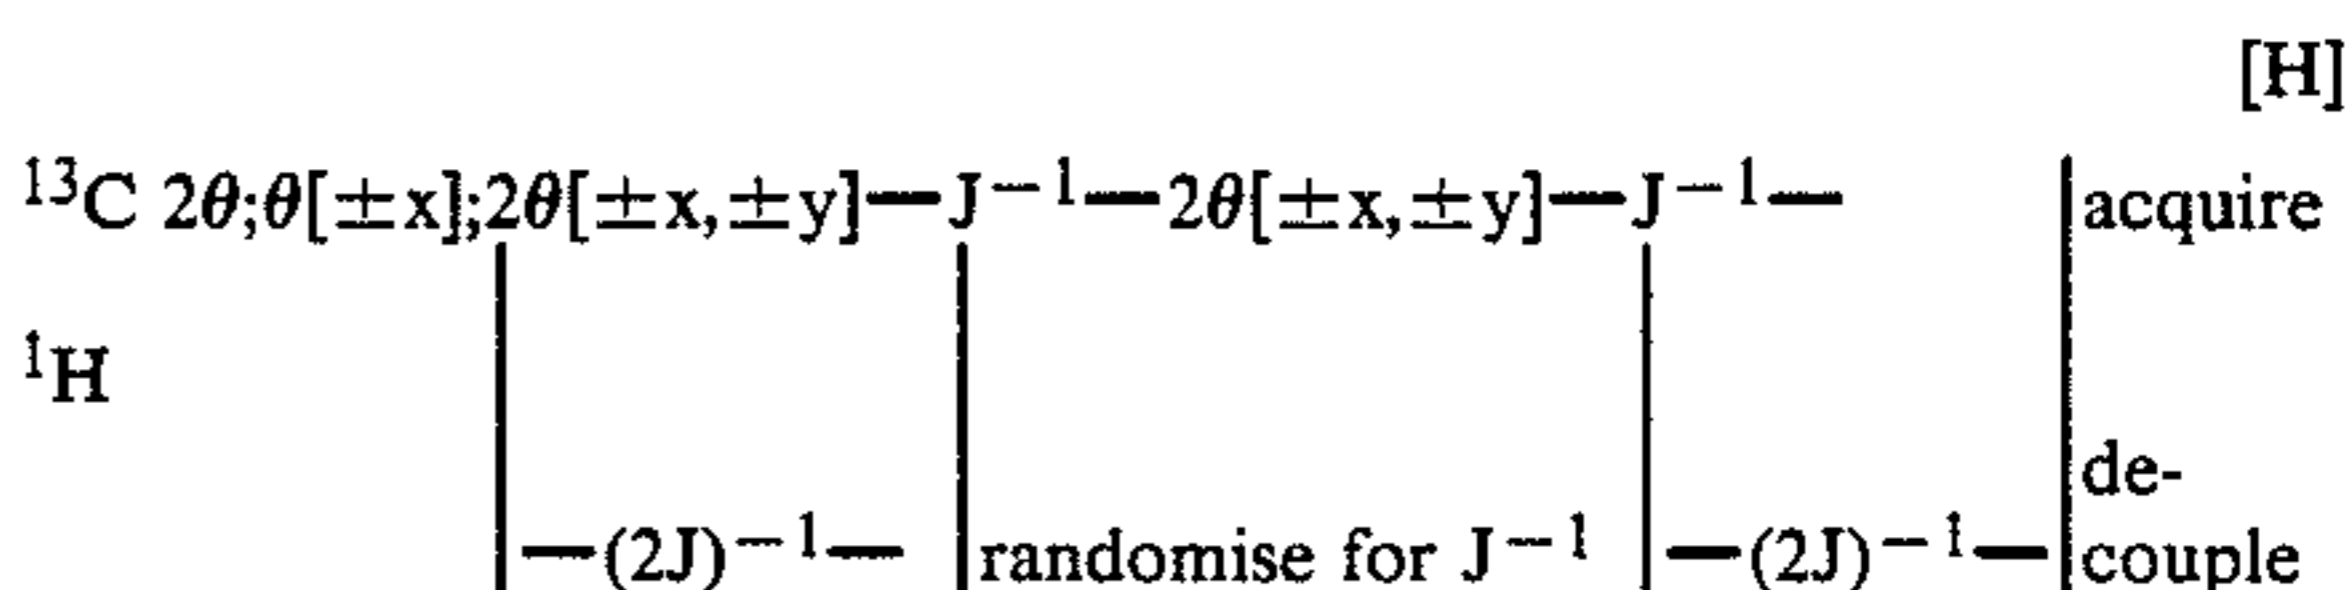 [H]
¹³C 2θ;θ[±x];2θ[±x,±y]—J⁻¹—2θ[±x,±y]—J⁻¹— acquire
¹H
de-
—(2J)⁻¹— randomise for J⁻¹ —(2J)⁻¹— couple